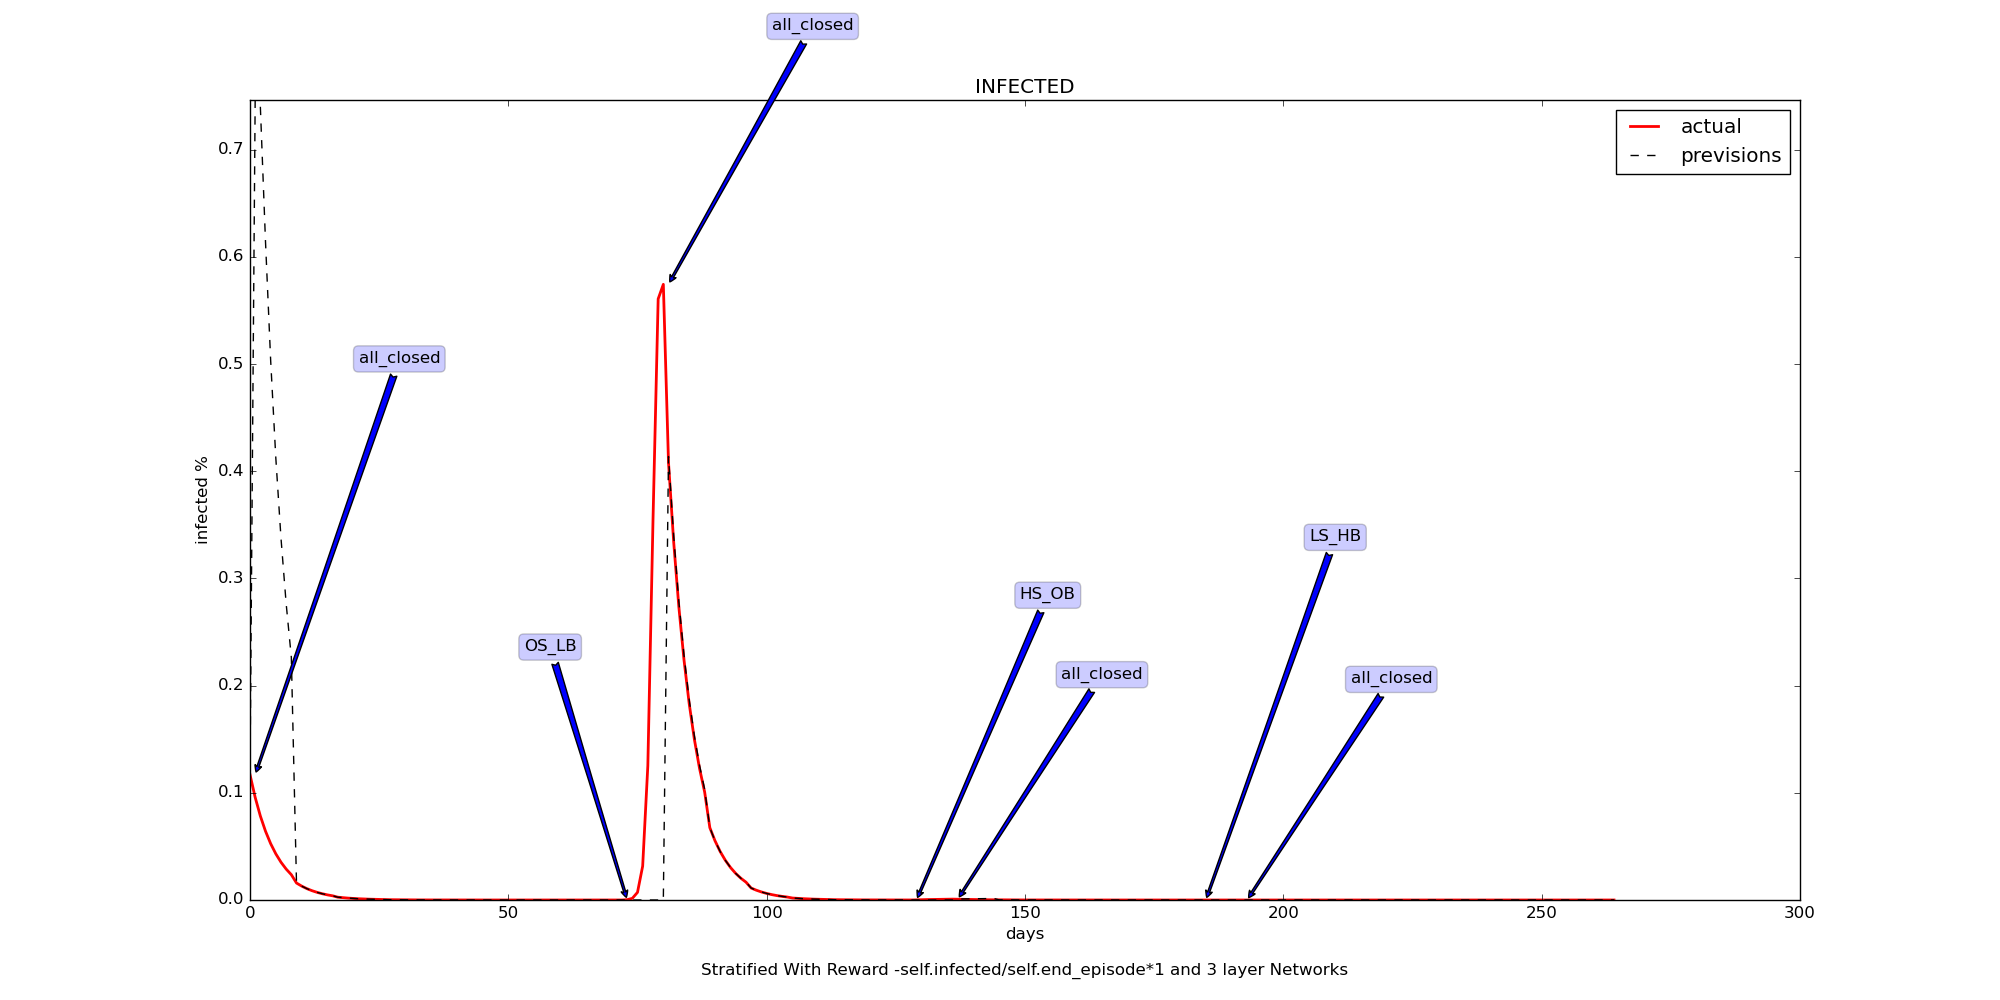 all_closed
INFECTED
actual
previsions
0.7
0.6
0.5
0.4
0.3
0.2
0.1
0.0
infected %
all_closed
OS_LB
HS_OB
all_closed
LS_HB
all_closed
0 50 100 150 200 250 300
days
Stratified With Reward -self.infected/self.end_episode*1 and 3 layer Networks